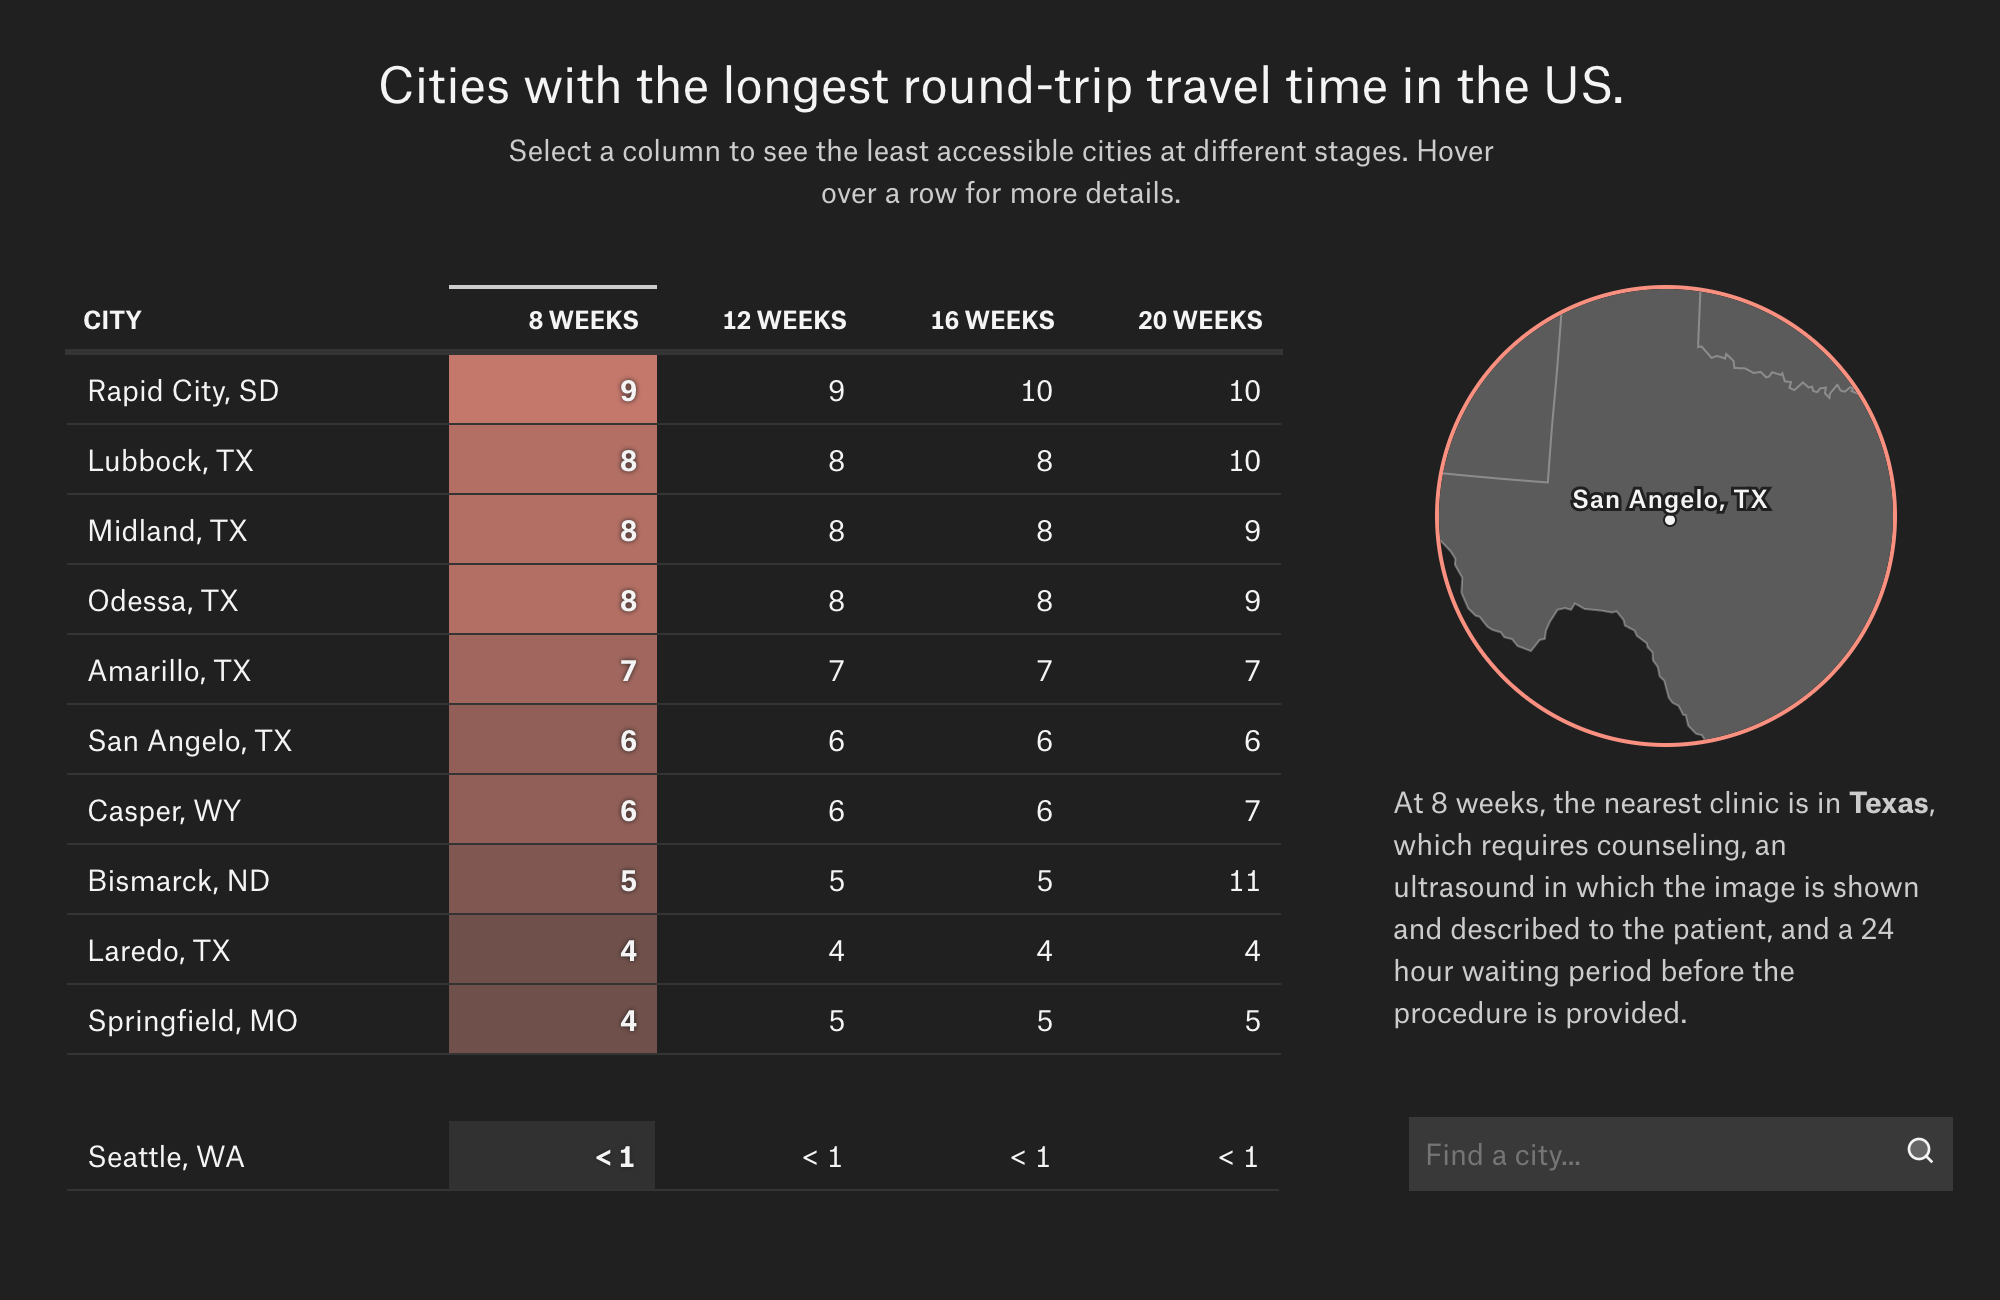 Cities with the longest round-trip travel time in the US.
Select a column to see the least accessible cities at different stages. Hover
over a row for more details.
CITY 8 WEEKS 12 WEEKS 16 WEEKS 20 WEEKS
Rapid City, SD 9 9 10 10
Lubbock, TX 8 8 8 10
Midland, TX 8 8 8 9
Odessa, TX 8 8 8 9
Amarillo, TX 7 7 7 7
San Angelo, TX 6 6 6 6
Casper, WY 6 6 6 7
Bismarck, ND 5 5 5 11
Laredo, TX 4 4 4 4
Springfield, MO 4 5 5 5
Seattle, WA < 1 < 1 < 1 < 1
San Angelo, TX
At 8 weeks, the nearest clinic is in Texas,
which requires counseling, an
ultrasound in which the image is shown
and described to the patient, and a 24
hour waiting period before the
procedure is provided.
Find a city...